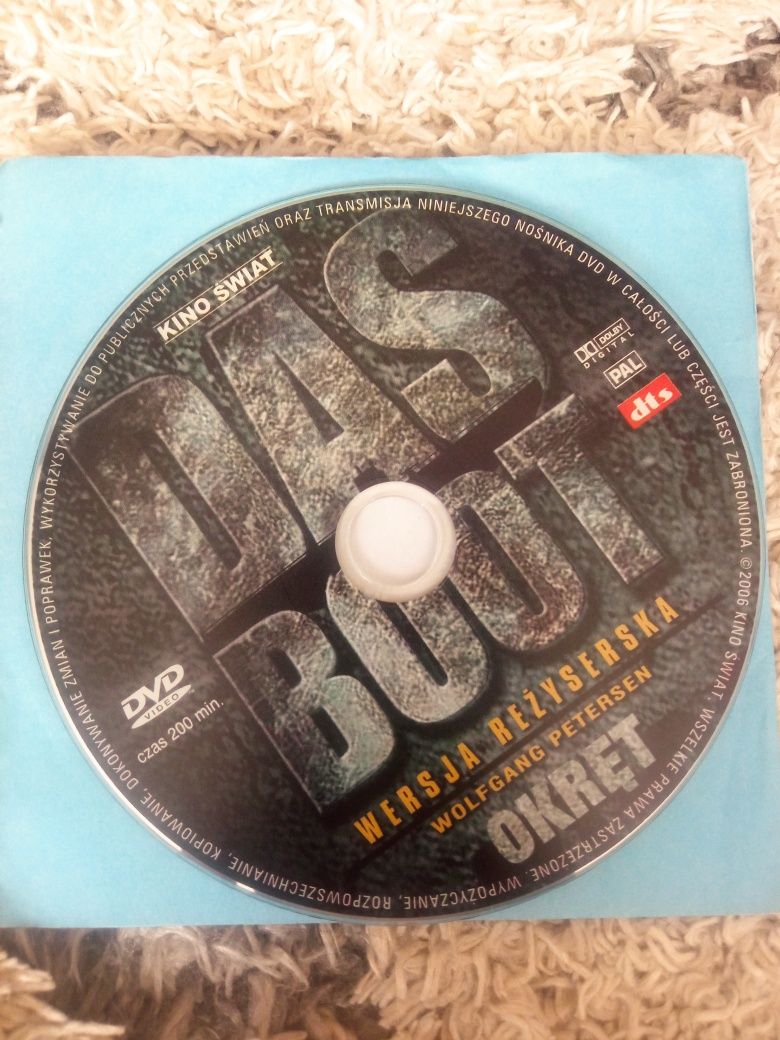 KINO ŚWIAT
DAS
BOOT
DOLBY
DIGITAL
PAL
dts
DVD
VIDEO
czas 200 min.
WERSJA REŻYSERSKA
WOLFGANG PETERSEN
OKRĘT
©2006 KINO ŚWIAT. WSZELKIE PRAWA ZASTRZEŻONE. WYPOŻYCZANIE, ROZPOWSZECHNIANIE, KOPIOWANIE, DOKONYWANIE ZMIAN I POPRAWEK, WYKORZYSTYWANIE DO PUBLICZNYCH PRZEDSTAWIEŃ ORAZ TRANSMISJA NINIEJSZEGO NOŚNIKA DVD W CAŁOŚCI LUB CZĘŚCI JEST ZABRONIONA.